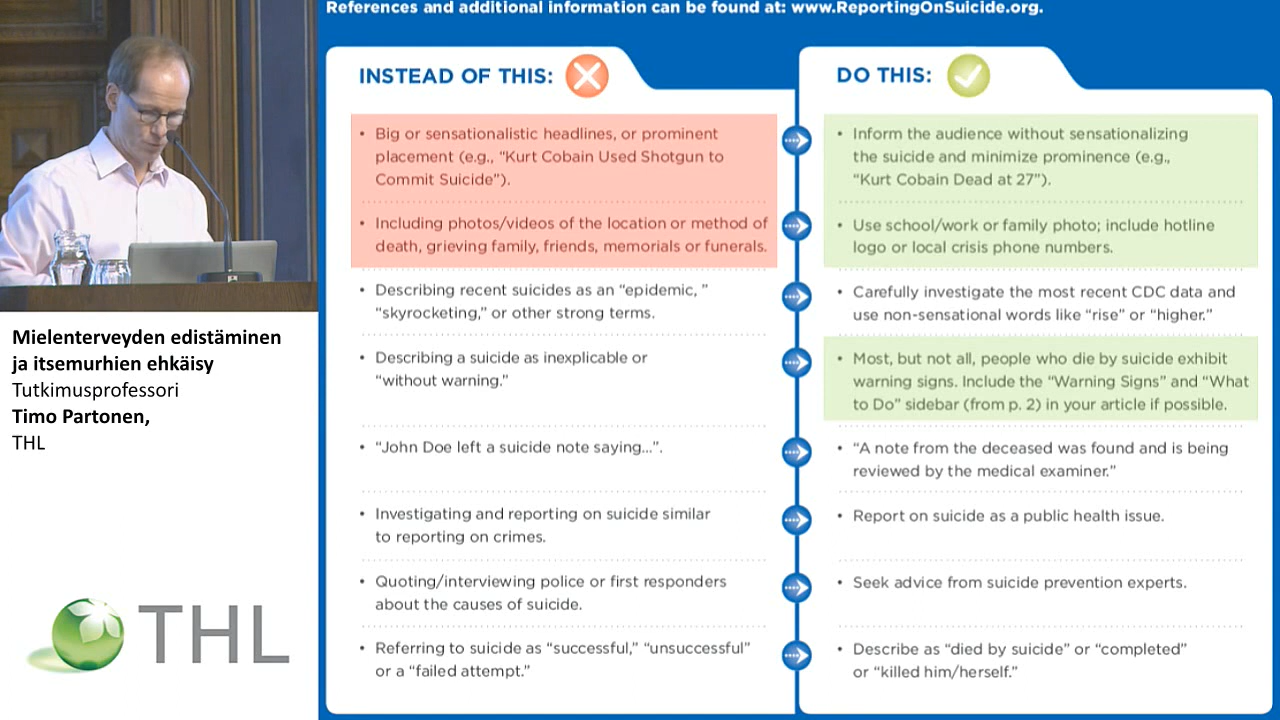 References and additional information can be found at: www.ReportingOnSuicide.org.
INSTEAD OF THIS:
• Big or sensationalistic headlines, or prominent
placement (e.g., “Kurt Cobain Used Shotgun to
Commit Suicide”).
• Including photos/videos of the location or method of
death, grieving family, friends, memorials or funerals.
• Describing recent suicides as an “epidemic, ”
“skyrocketing,” or other strong terms.
• Describing a suicide as inexplicable or
“without warning.”
• “John Doe left a suicide note saying...”.
• Investigating and reporting on suicide similar
to reporting on crimes.
• Quoting/interviewing police or first responders
about the causes of suicide.
• Referring to suicide as “successful,” “unsuccessful”
or a “failed attempt.”
DO THIS:
• Inform the audience without sensationalizing
the suicide and minimize prominence (e.g.,
“Kurt Cobain Dead at 27”).
• Use school/work or family photo; include hotline
logo or local crisis phone numbers.
• Carefully investigate the most recent CDC data and
use non-sensational words like “rise” or “higher.”
• Most, but not all, people who die by suicide exhibit
warning signs. Include the “Warning Signs” and “What
to Do” sidebar (from p. 2) in your article if possible.
• “A note from the deceased was found and is being
reviewed by the medical examiner.”
• Report on suicide as a public health issue.
• Seek advice from suicide prevention experts.
• Describe as “died by suicide” or “completed”
or “killed him/herself.”
Mielenterveyden edistäminen
ja itsemurhien ehkäisy
Tutkimusprofessori
Timo Partonen,
THL
THL